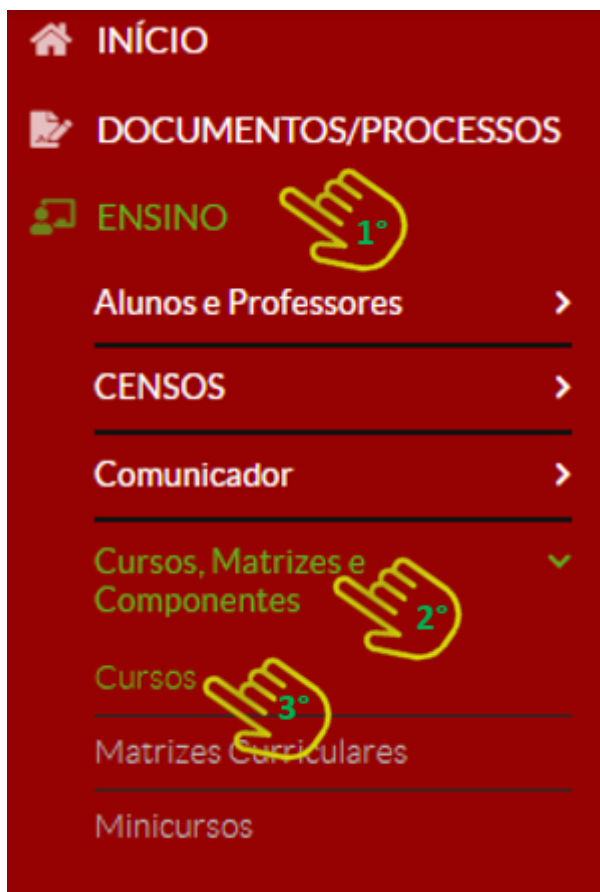 INÍCIO
DOCUMENTOS/PROCESSOS
ENSINO
1°
Alunos e Professores
CENSOS
Comunicador
Cursos, Matrizes e
Componentes
2°
Cursos
3°
Matrizes Curriculares
Minicursos